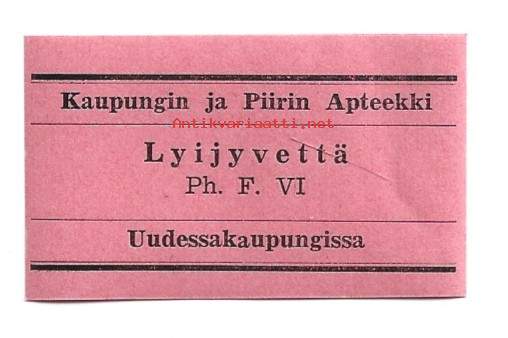 Kaupungin ja Piirin Apteekki
Antikvariaatti.net
Lyijyvettä
Ph. F. VI
Uudessakaupungissa